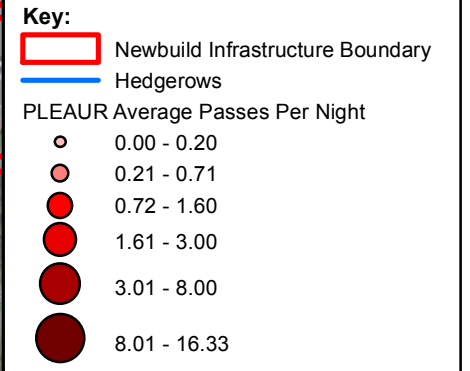 Key:
Newbuild Infrastructure Boundary
Hedgerows
PLEAUR Average Passes Per Night
0.00 - 0.20
0.21 - 0.71
0.72 - 1.60
1.61 - 3.00
3.01 - 8.00
8.01 - 16.33